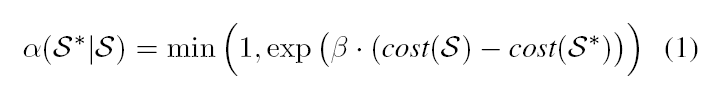 α(𝒮*|𝒮) = min (1, exp (β · (cost(𝒮) − cost(𝒮*))) (1)